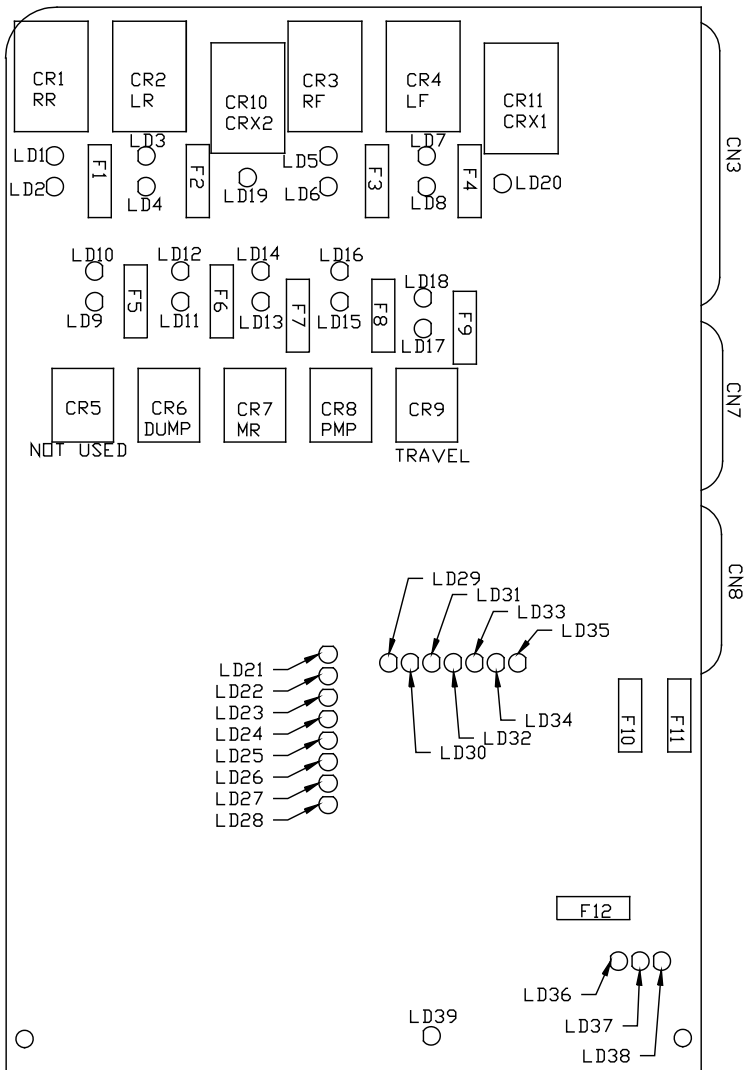 CR1
RR
CR2
LR
CR10
CRX2
CR3
RF
CR4
LF
CR11
CRX1
CN3
LD1
LD2
F1
LD3
LD4
F2
LD19
LD5
LD6
F3
LD7
LD8
F4
LD20
LD10
LD9
F5
LD12
LD11
F6
LD14
LD13
F7
LD16
LD15
F8
LD18
LD17
F9
CN7
CR5
NOT USED
CR6
DUMP
CR7
MR
CR8
PMP
CR9
TRAVEL
CN8
LD29
LD31
LD33
LD35
LD21
LD22
LD23
LD24
LD25
LD26
LD27
LD28
LD34
LD32
LD30
F10
F11
F12
LD36
LD37
LD38
LD39